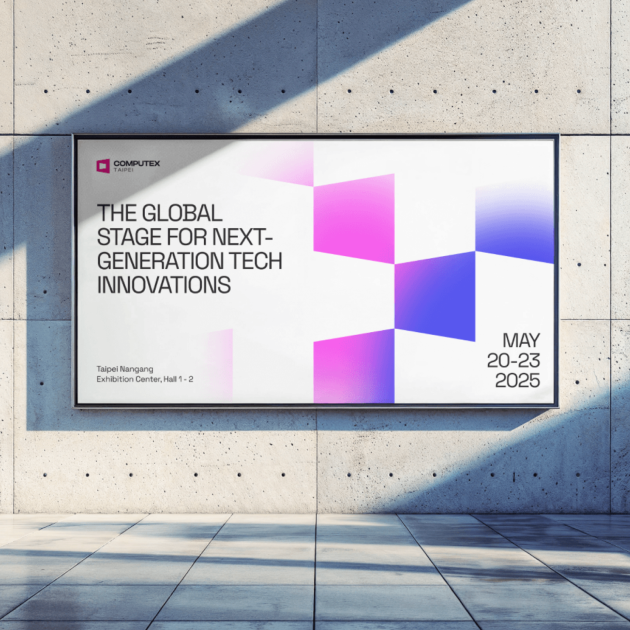 COMPUTEX
TAIPEI
THE GLOBAL
STAGE FOR NEXT-
GENERATION TECH
INNOVATIONS
Taipei Nangang
Exhibition Center, Hall 1 - 2
MAY
20-23
2025